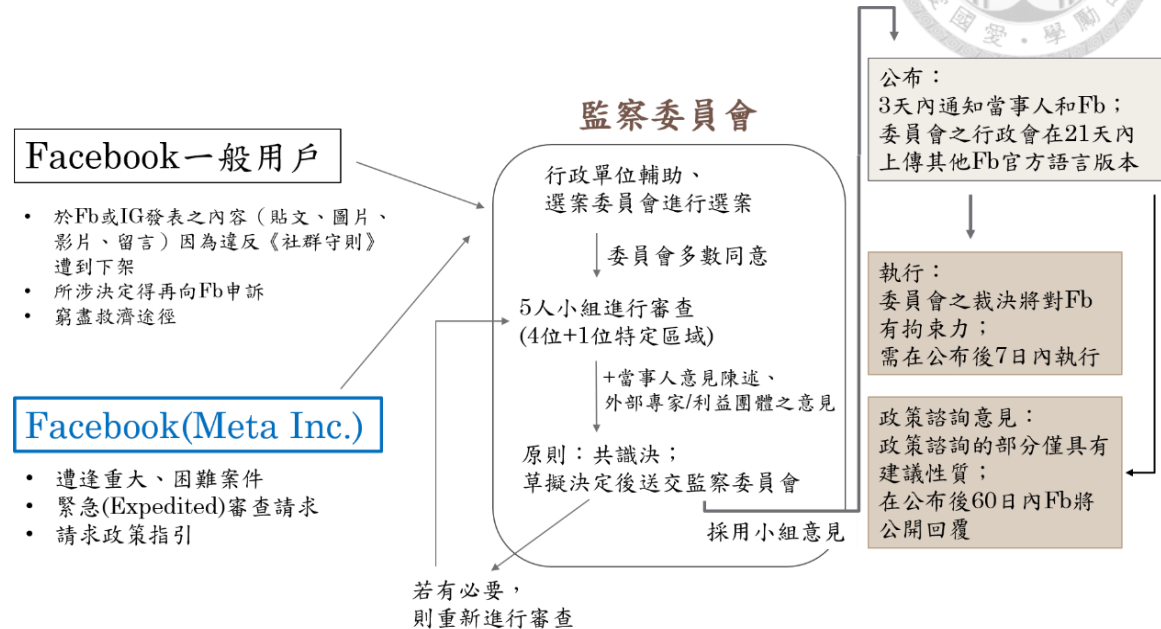 國愛・學勵
公布：
3天內通知當事人和Fb；
委員會之行政會在21天內
上傳其他Fb官方語言版本
監察委員會
Facebook一般用戶
• 於Fb或IG發表之內容（貼文、圖片、
影片、留言）因為違反《社群守則》
遭到下架
• 所涉決定得再向Fb申訴
• 窮盡救濟途徑
行政單位輔助、
選案委員會進行選案
委員會多數同意
5人小組進行審查
(4位+1位特定區域)
+當事人意見陳述、
外部專家/利益團體之意見
原則：共識決；
草擬決定後送交監察委員會
採用小組意見
若有必要，
則重新進行審查
Facebook(Meta Inc.)
• 遭逢重大、困難案件
• 緊急(Expedited)審查請求
• 請求政策指引
執行：
委員會之裁決將對Fb
有拘束力；
需在公布後7日內執行
政策諮詢意見：
政策諮詢的部分僅具有
建議性質；
在公布後60日內Fb將
公開回覆